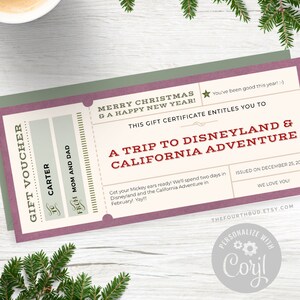 GIFT VOUCHER
TO
CARTER
FROM
MOM AND DAD
MERRY CHRISTMAS
& A HAPPY NEW YEAR!
You've been good this year! :-)
THIS GIFT CERTIFICATE ENTITLES YOU TO
A TRIP TO DISNEYLAND &
CALIFORNIA ADVENTURE
Get your Mickey ears ready! We'll spend two days in
Disneyland and the California Adventure in
February! Yay!!
ISSUED DECEMBER 25,
WE LOVE YOU!
THEFOURTHBUD.ETSY.COM
PERSONALIZE WITH
Corjl